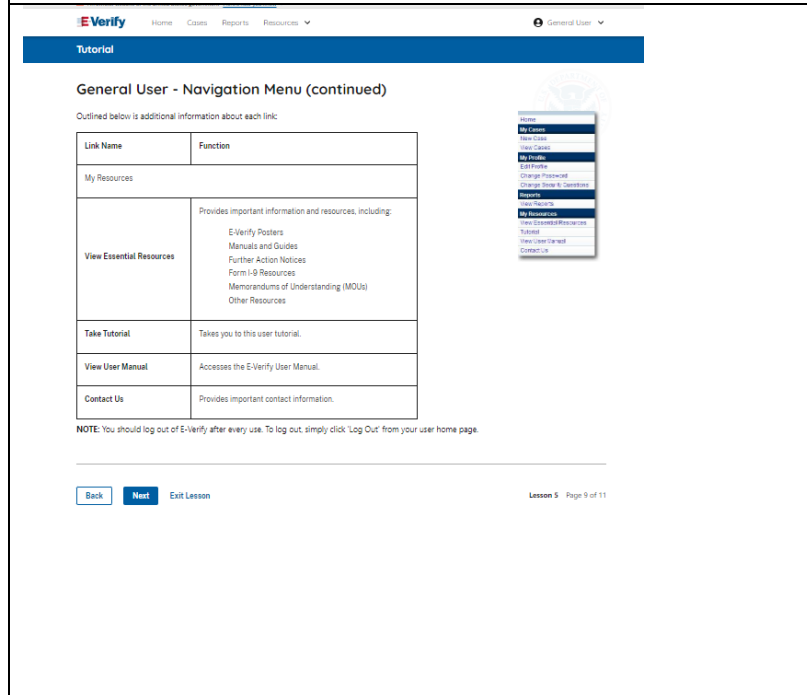 E-Verify
Home Cases Reports Resources
General User
Tutorial
General User - Navigation Menu (continued)
Outlined below is additional information about each link:
Link Name Function
My Resources
View Essential Resources
Provides important information and resources, including:
E-Verify Posters
Manuals and Guides
Further Action Notices
Form I-9 Resources
Memorandums of Understanding (MOUs)
Other Resources
Take Tutorial Takes you to this user tutorial.
View User Manual Accesses the E-Verify User Manual.
Contact Us Provides important contact information.
NOTE: You should log out of E-Verify after every use. To log out, simply click 'Log Out' from your user home page.
Home
My Cases
New Case
View Cases
My Profile
Edit Profile
Change Password
Change Security Questions
Reports
View Reports
My Resources
View Essential Resources
Tutorial
View User Manual
Contact Us
Back Next Exit Lesson
Lesson 5 Page 9 of 11